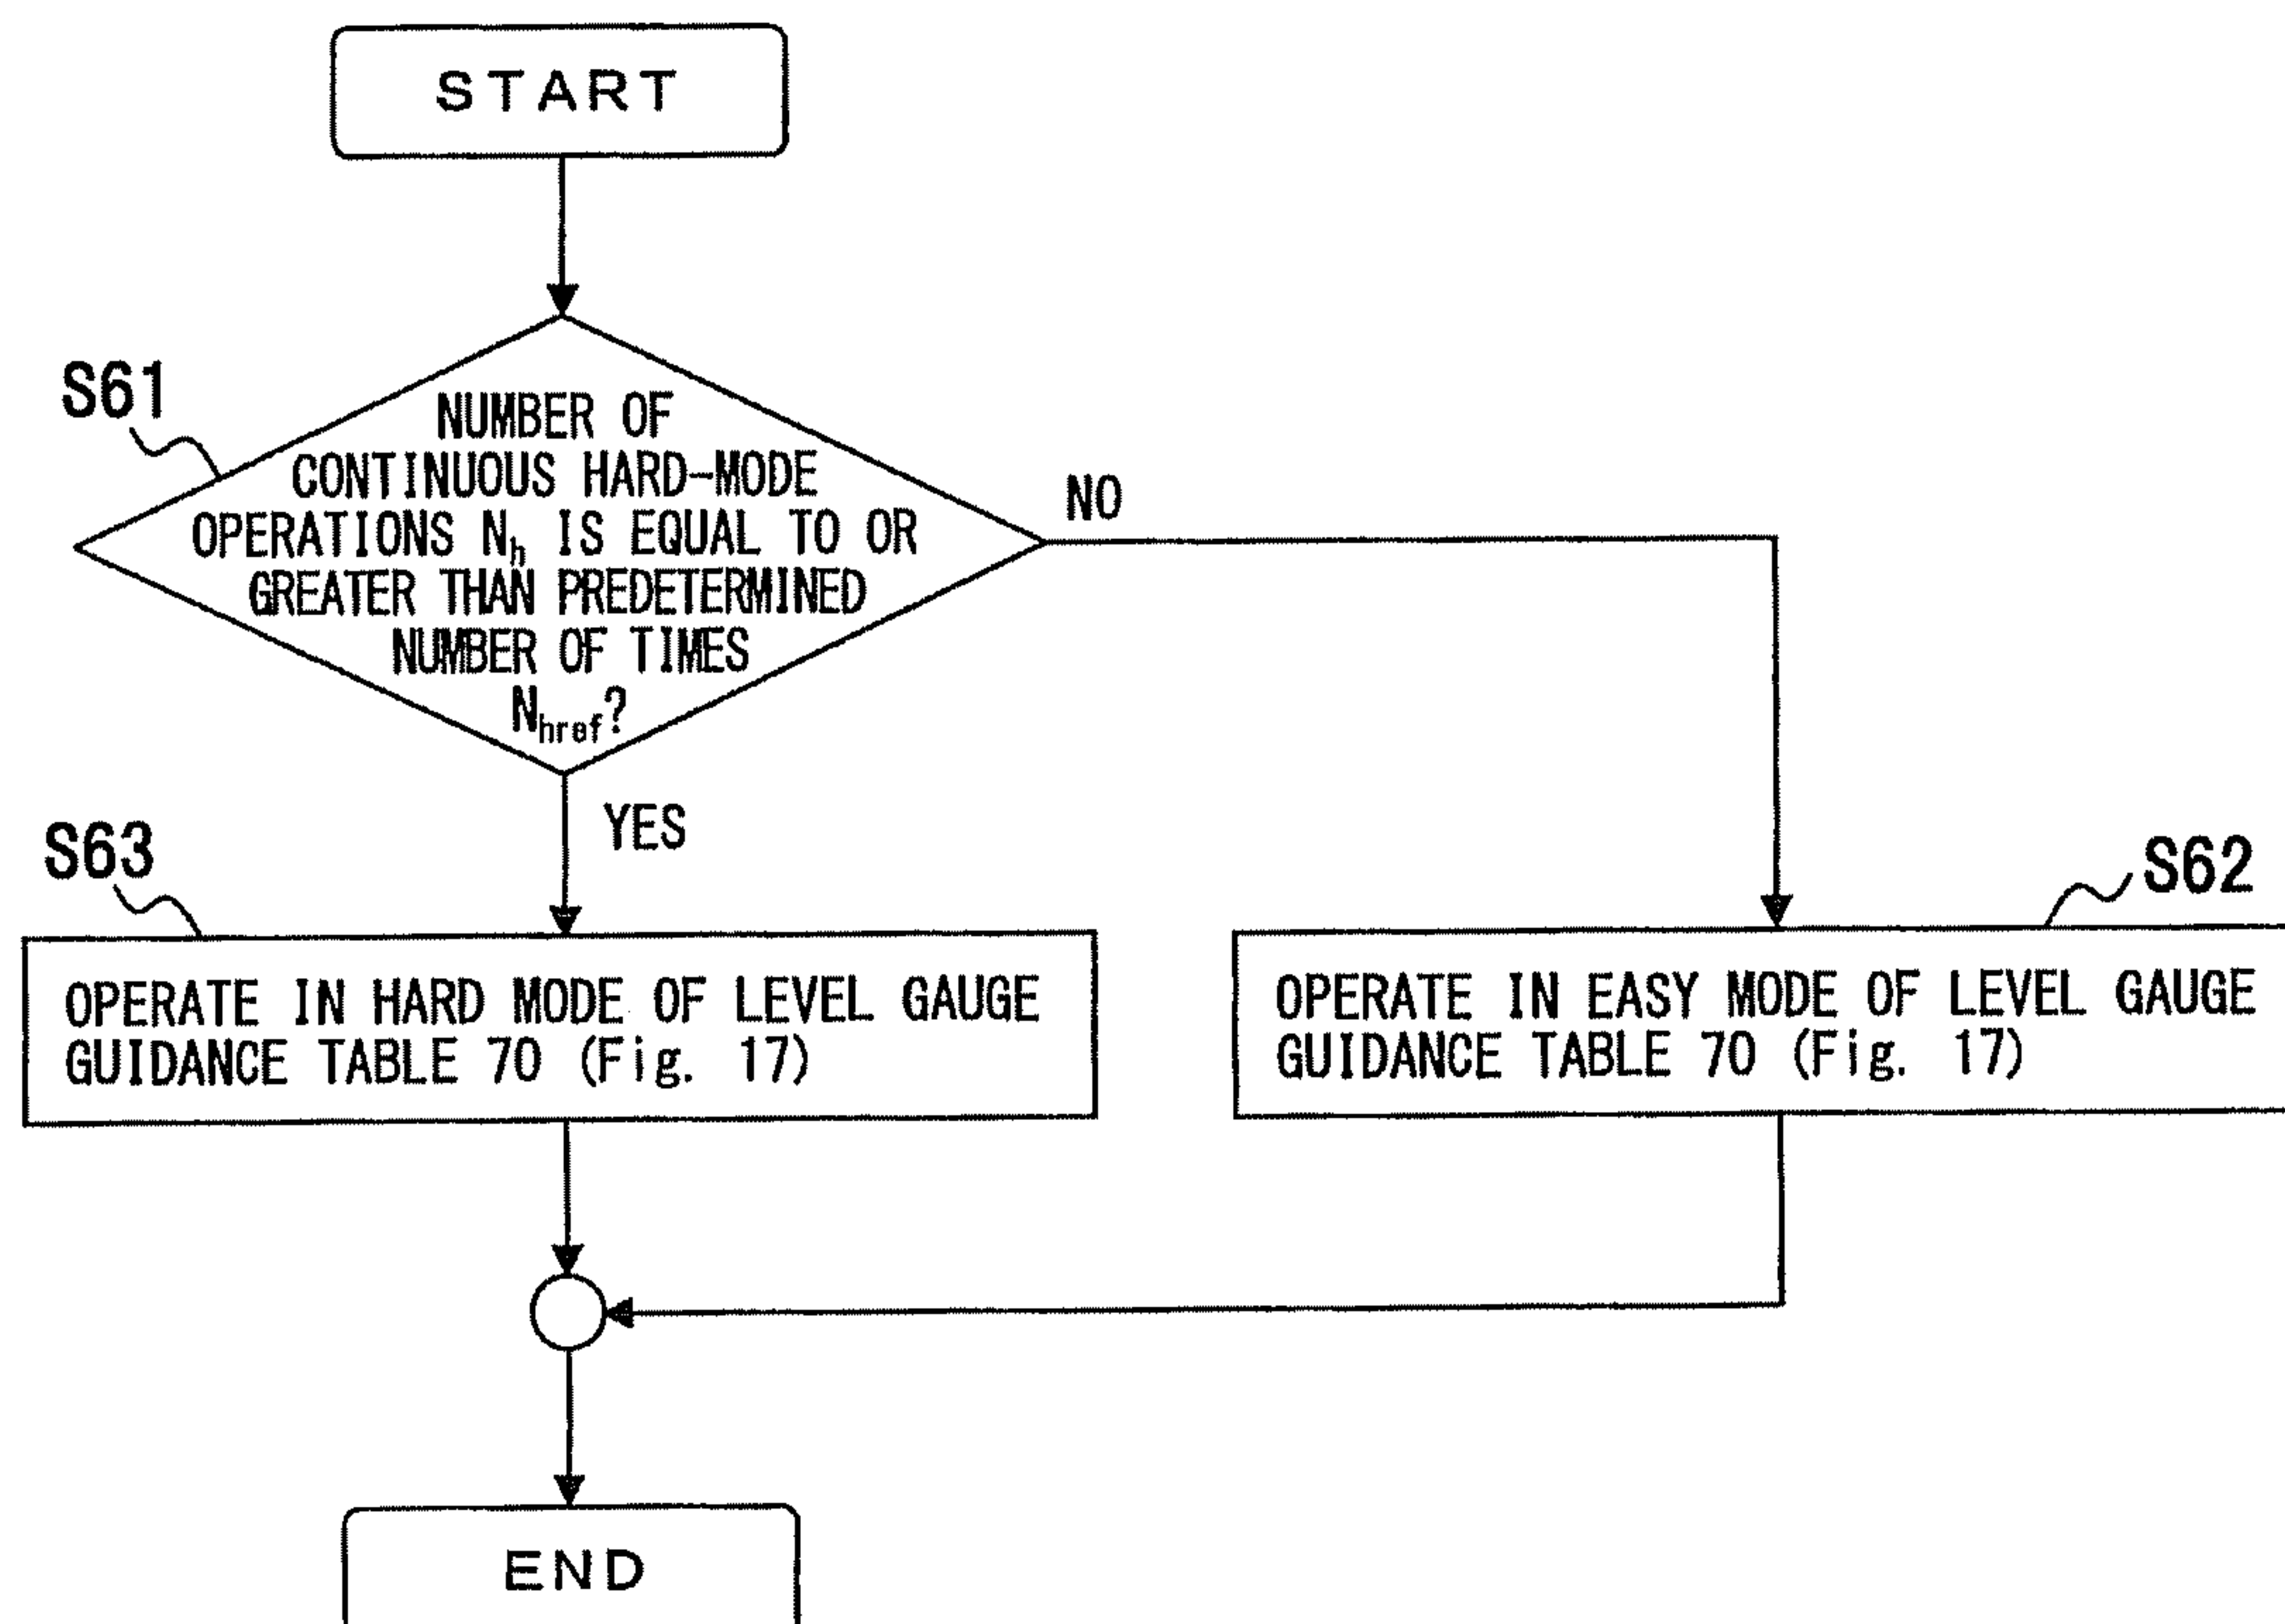 START
S61
NUMBER OF
CONTINUOUS HARD-MODE
OPERATIONS Nh IS EQUAL TO OR
GREATER THAN PREDETERMINED
NUMBER OF TIMES
Nhref?
NO
YES
S63
OPERATE IN HARD MODE OF LEVEL GAUGE
GUIDANCE TABLE 70 (Fig. 17)
S62
OPERATE IN EASY MODE OF LEVEL GAUGE
GUIDANCE TABLE 70 (Fig. 17)
END